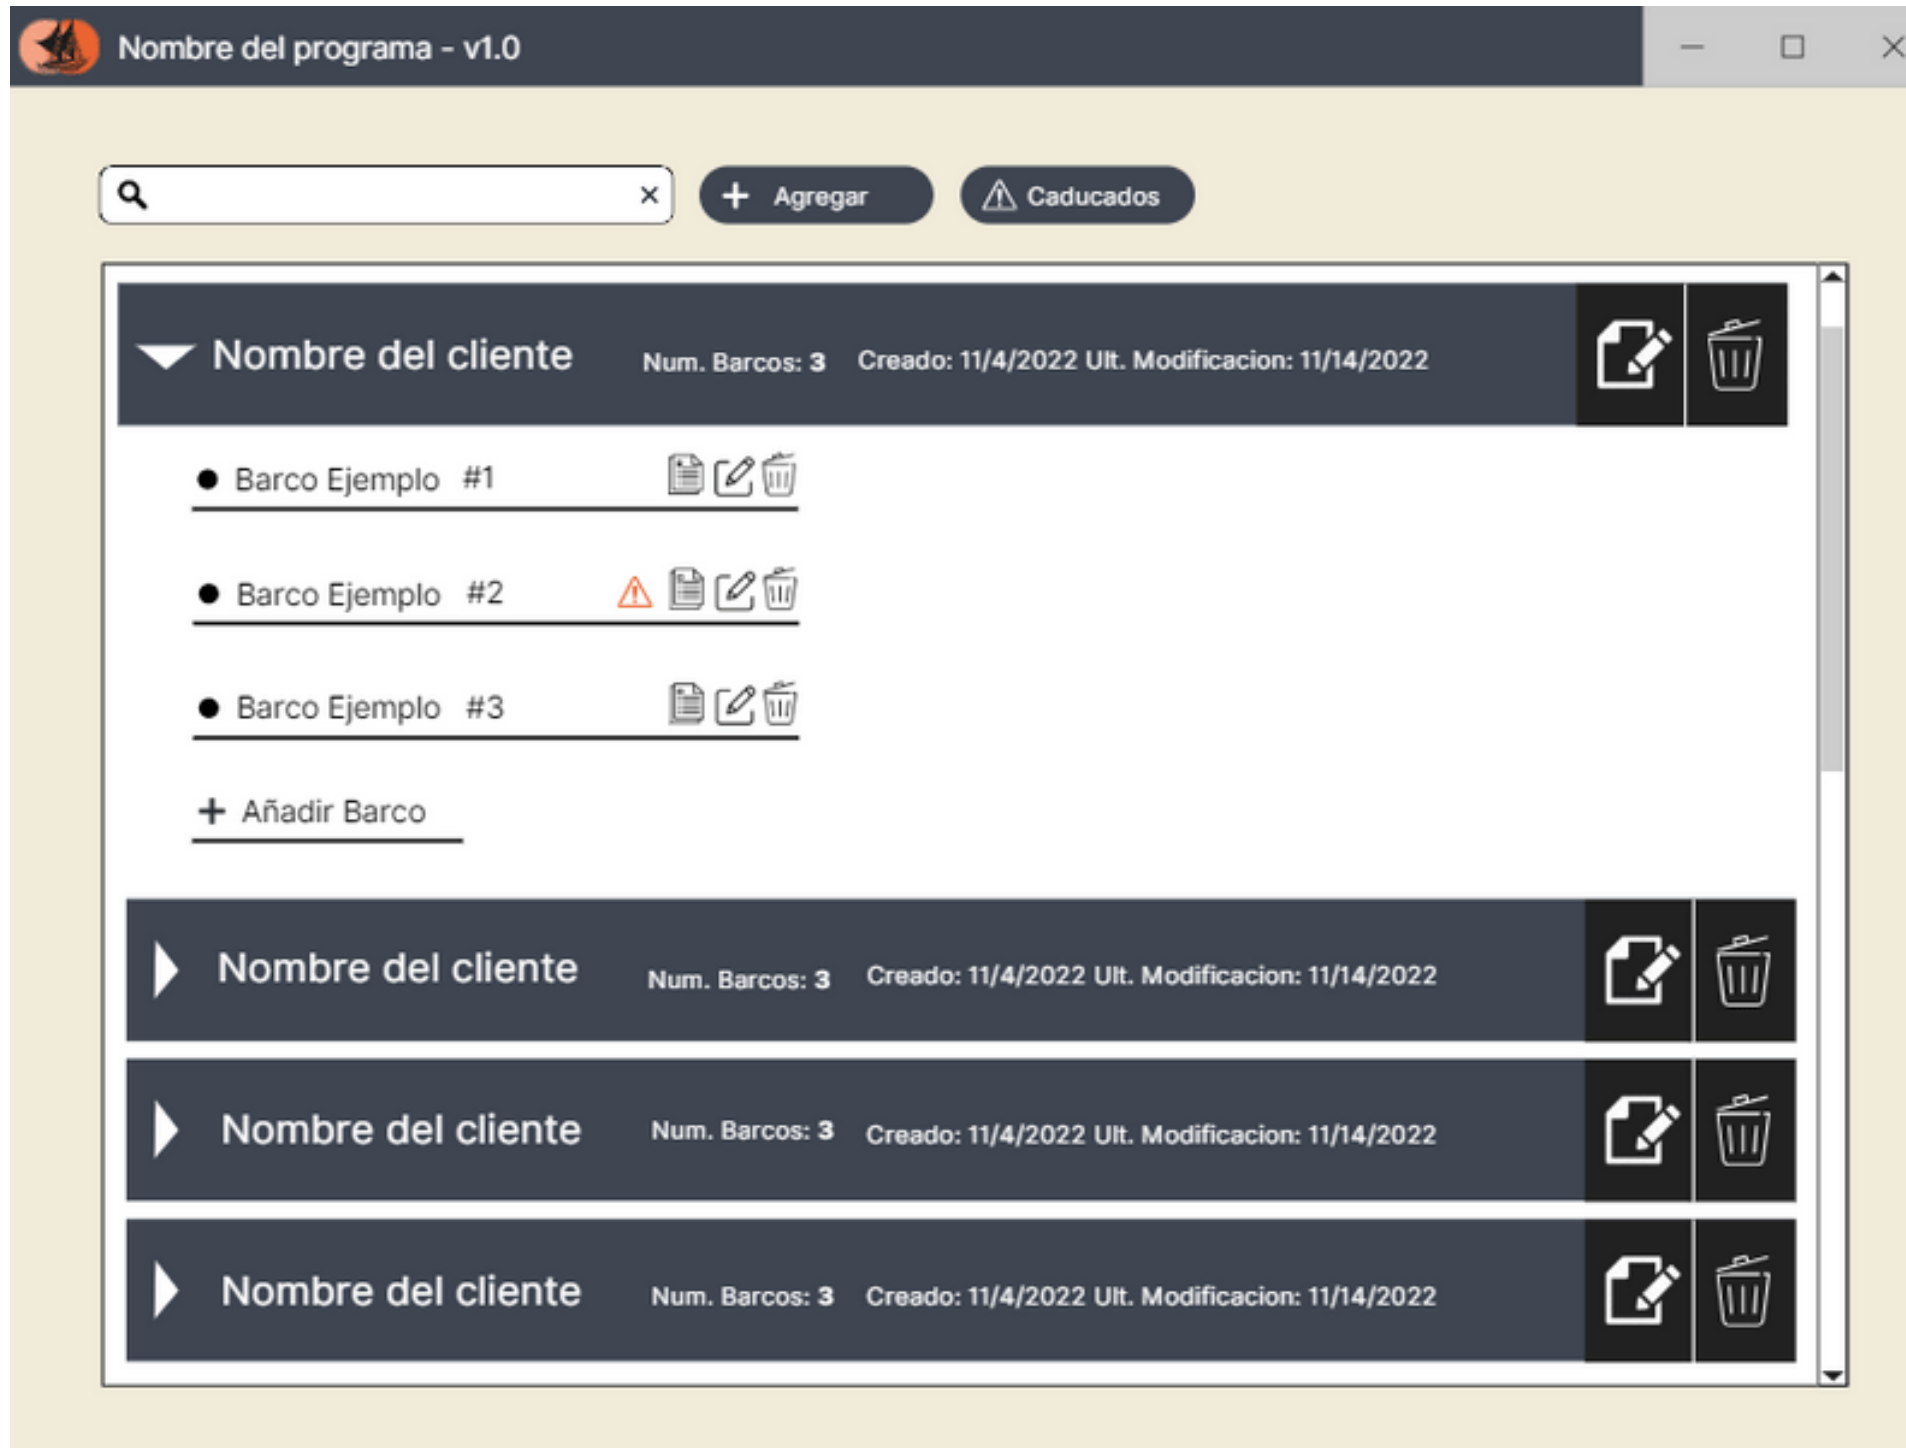 Nombre del programa - v1.0
+ Agregar
Caducados
Nombre del cliente Num. Barcos: 3 Creado: 11/4/2022 Ult. Modificacion: 11/14/2022
Barco Ejemplo #1
Barco Ejemplo #2
Barco Ejemplo #3
+ Añadir Barco
Nombre del cliente Num. Barcos: 3 Creado: 11/4/2022 Ult. Modificacion: 11/14/2022
Nombre del cliente Num. Barcos: 3 Creado: 11/4/2022 Ult. Modificacion: 11/14/2022
Nombre del cliente Num. Barcos: 3 Creado: 11/4/2022 Ult. Modificacion: 11/14/2022